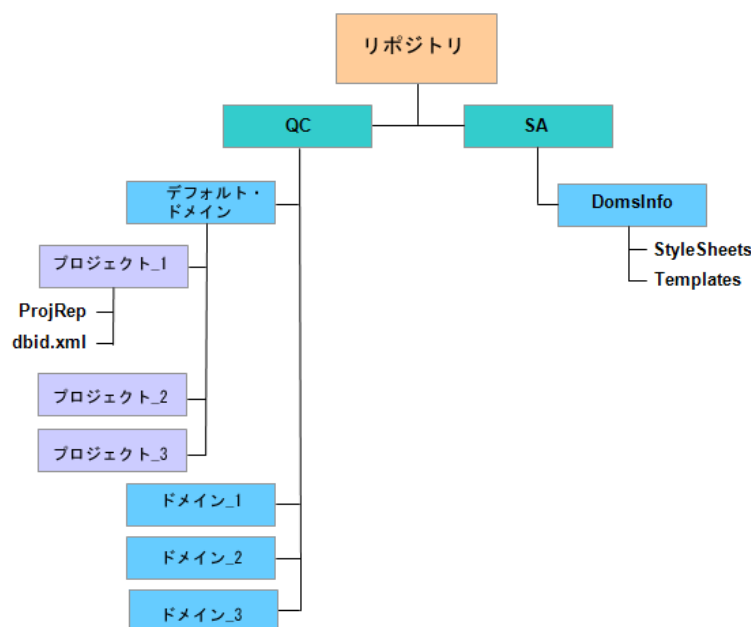 リポジトリ
QC
SA
デフォルト・
ドメイン
DomsInfo
プロジェクト_1
StyleSheets
Templates
ProjRep
dbid.xml
プロジェクト_2
プロジェクト_3
ドメイン_1
ドメイン_2
ドメイン_3